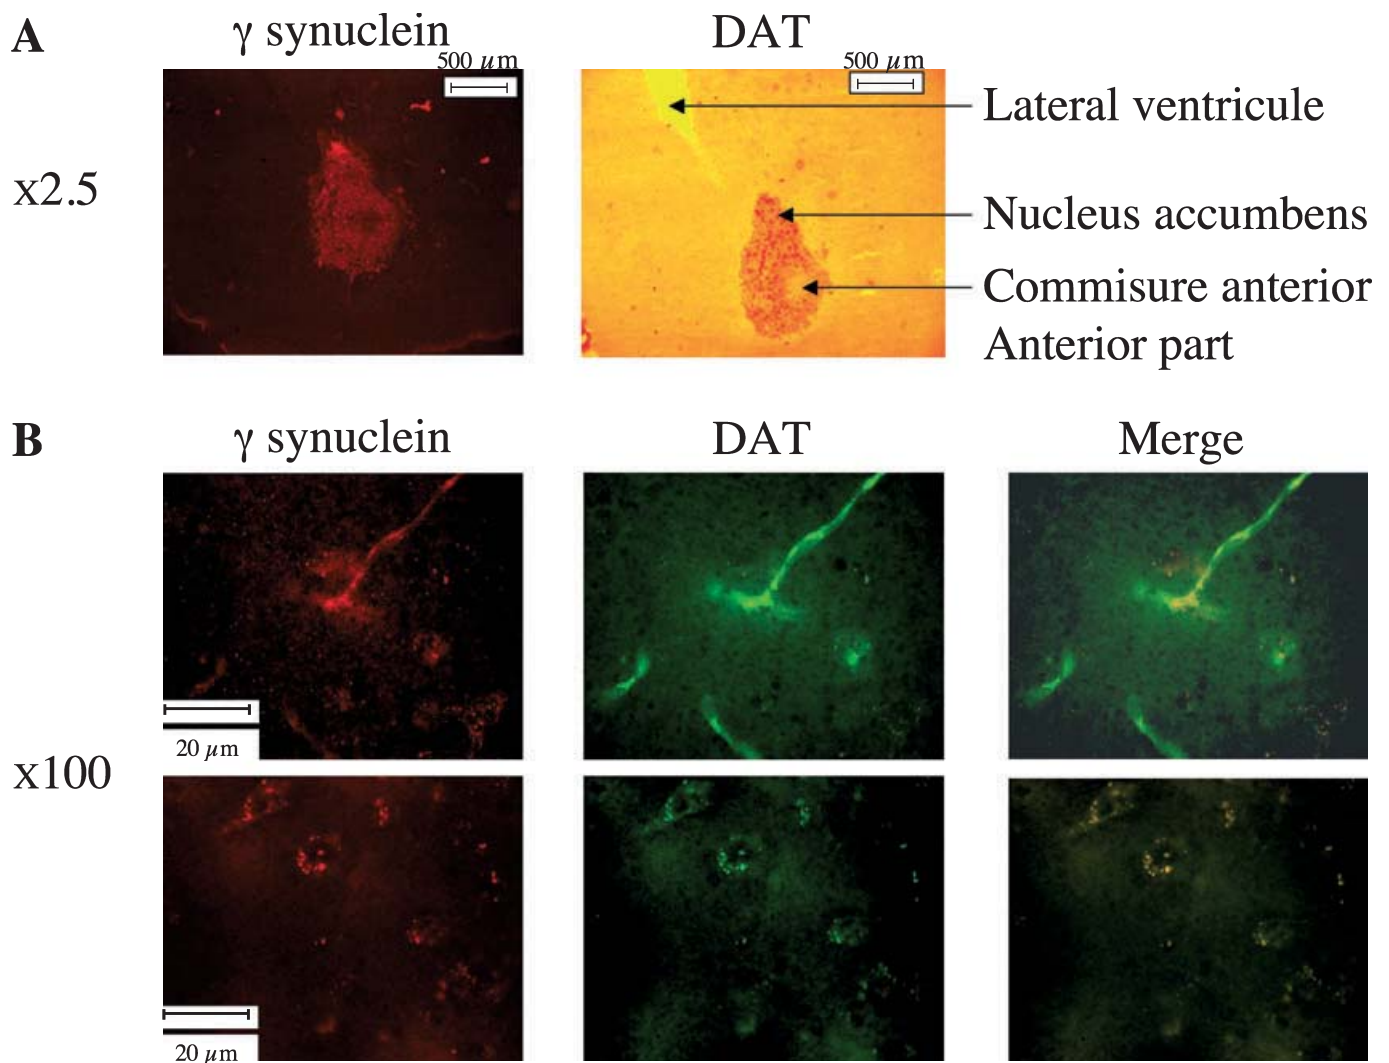 A
γ synuclein
DAT
500 µm
500 µm
x2.5
Lateral ventricule
Nucleus accumbens
Commisure anterior
Anterior part
B
γ synuclein
DAT
Merge
x100
20 µm
20 µm